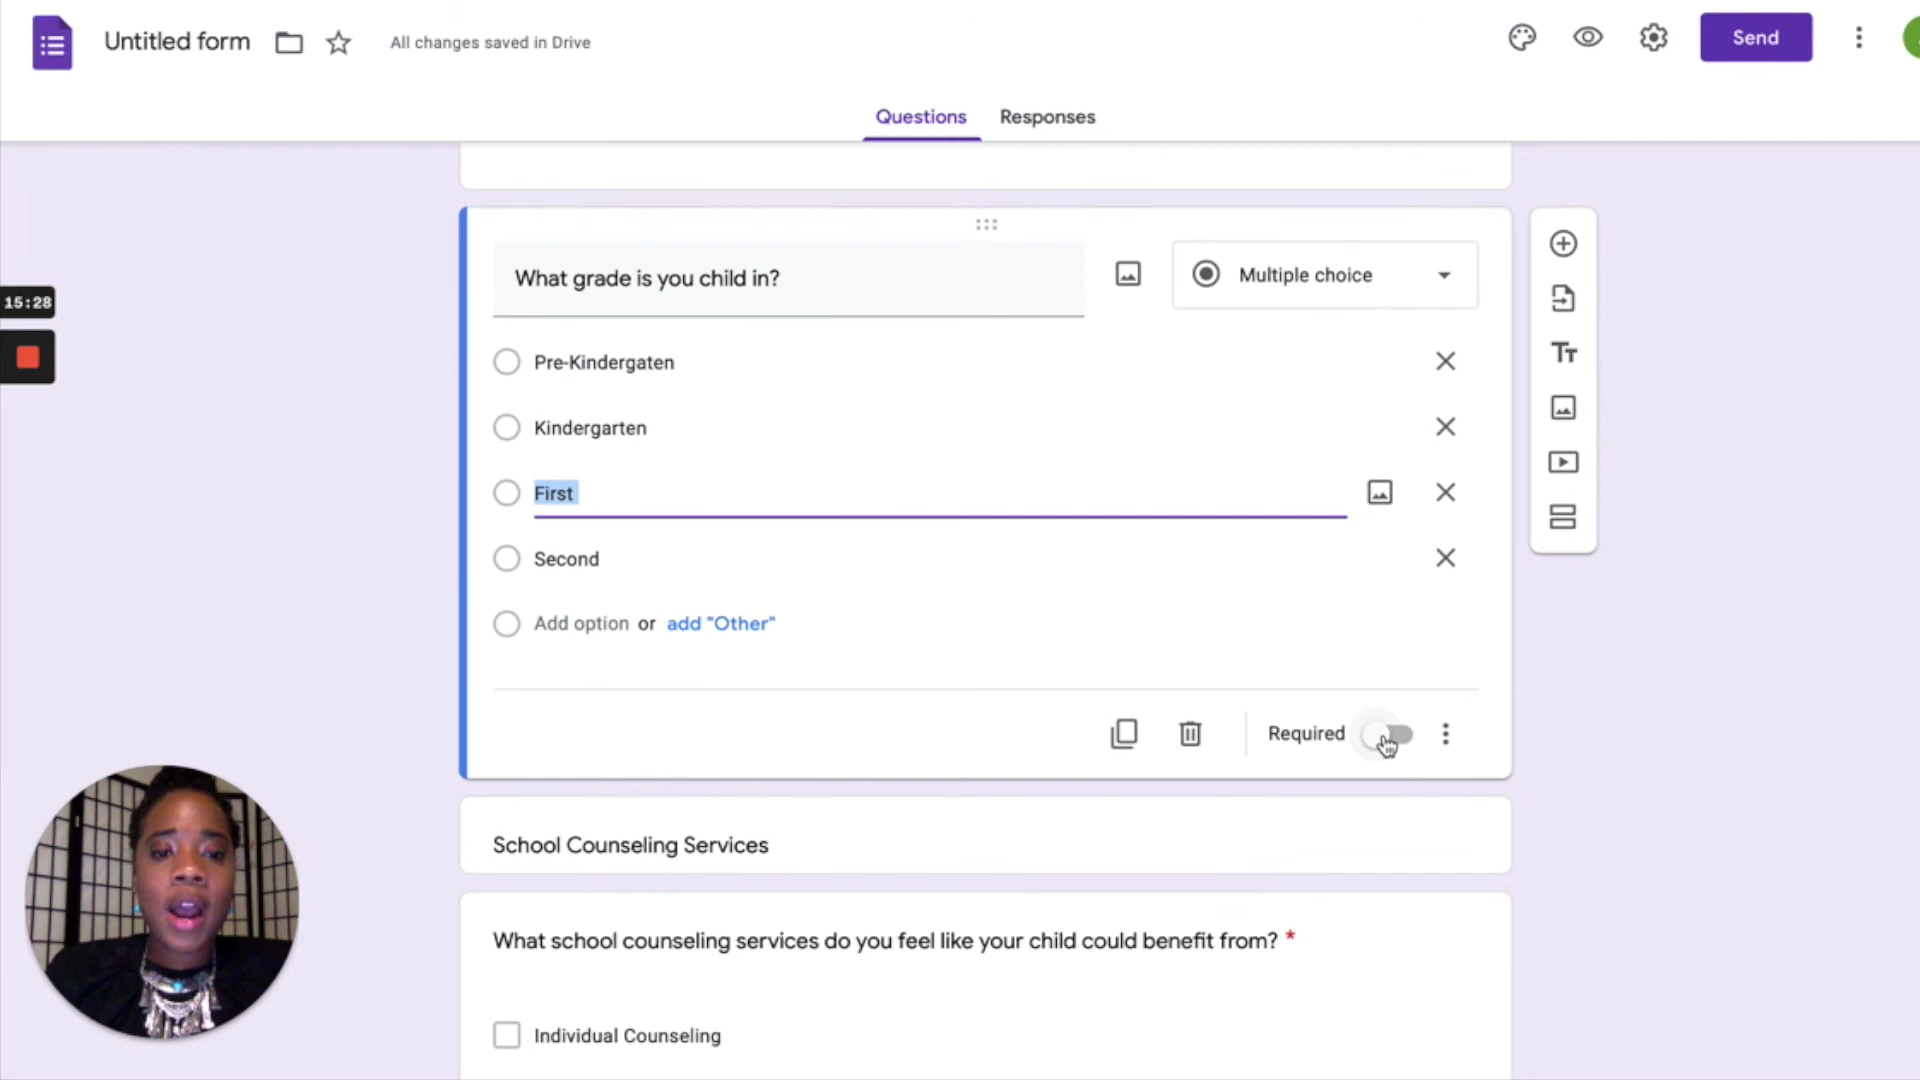 Untitled form
All changes saved in Drive
Send
Questions
Responses
What grade is you child in?
Multiple choice
15:28
Pre-Kindergaten
Kindergarten
First
Second
Add option or add "Other"
Required
School Counseling Services
What school counseling services do you feel like your child could benefit from? *
Individual Counseling